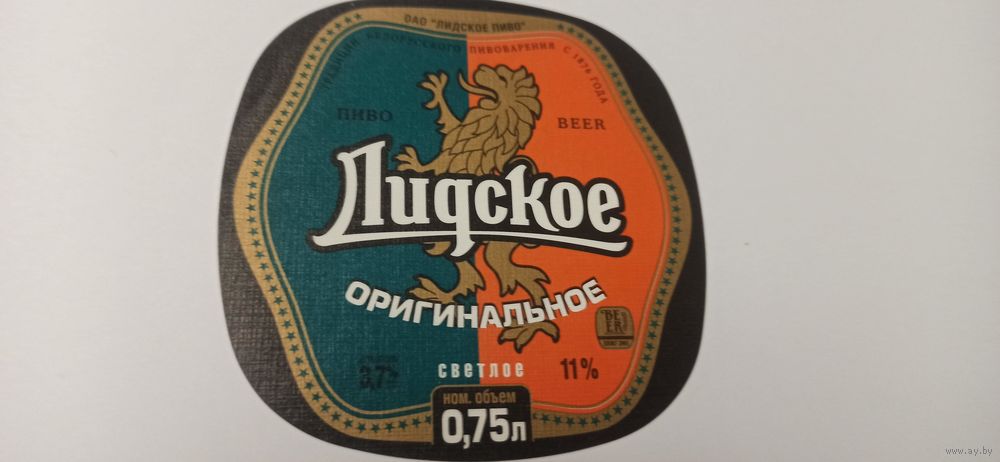 ОАО "ЛИДСКОЕ ПИВО"
ТРАДИЦИИ БЕЛОРУССКОГО ПИВОВАРЕНИЯ С 1876 ГОДА
ПИВО
BEER
Лидское
ОРИГИНАЛЬНОЕ
BEER
светлое
11%
ном. объем
0,75л
www.ay.by